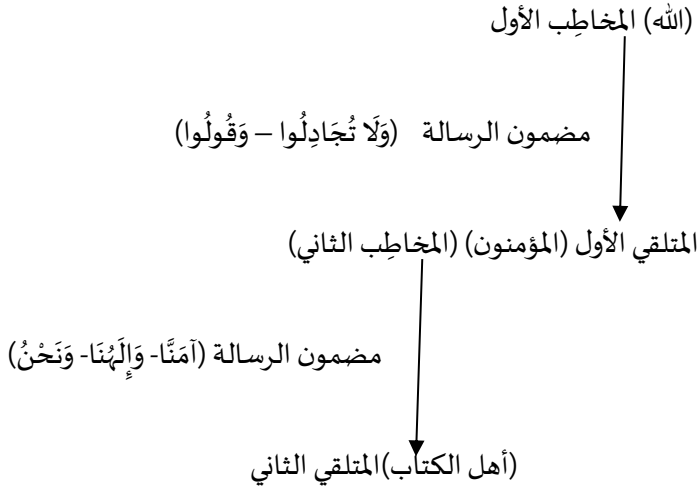 (الله) المخاطِب الأول
مضمون الرسالة (وَلَا تُجَادِلُوا – وَقُولُوا)
المتلقي الأول (المؤمنون) (المخاطِب الثاني)
مضمون الرسالة (آمَنَّا- وَإِلَهُنَا- وَنَحْنُ)
(أهل الكتاب)المتلقي الثاني